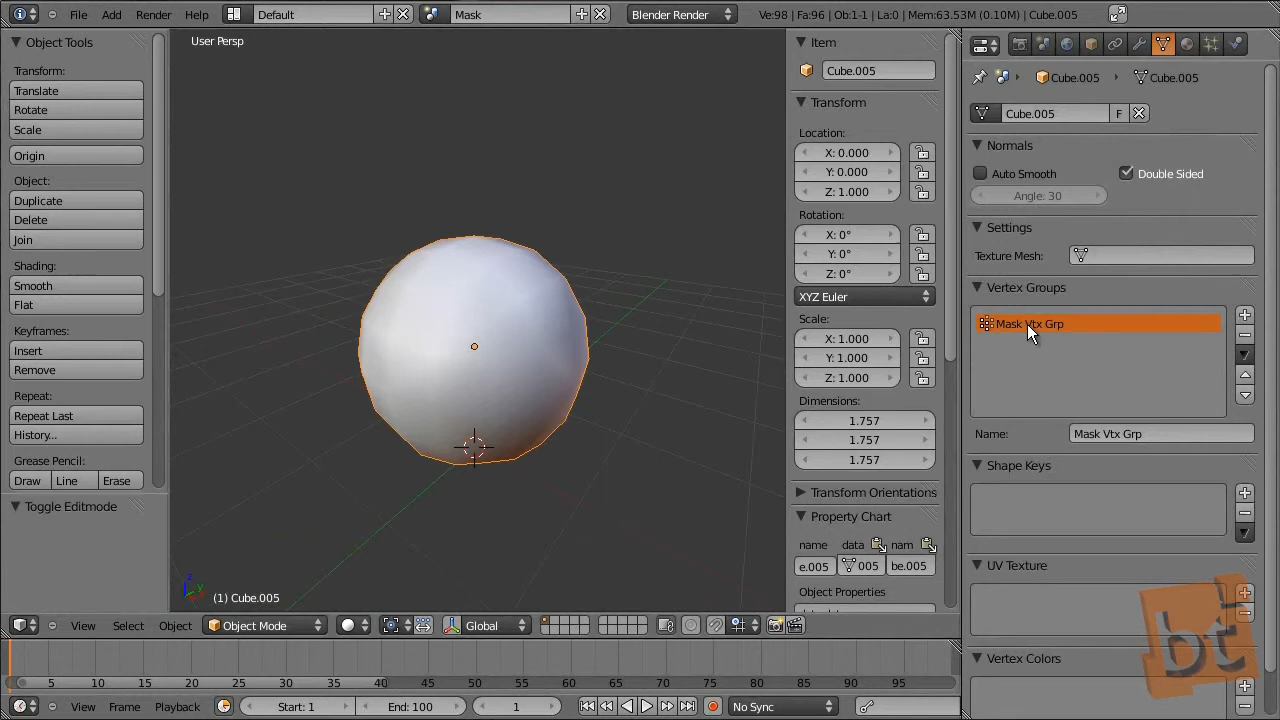 File Add Render Help Default Mask Blender Render Ve:98 | Fa:96 | Ob:1-1 | La:0 | Mem:63.53M (0.10M) | Cube.005
Object Tools
Transform:
Translate
Rotate
Scale
Origin
Object:
Duplicate
Delete
Join
Shading:
Smooth
Flat
Keyframes:
Insert
Remove
Repeat:
Repeat Last
History...
Grease Pencil:
Draw Line Erase
Toggle Editmode
User Persp
z
y
(1) Cube.005
Item
Cube.005
Transform
Location:
X: 0.000
Y: 0.000
Z: 1.000
Rotation:
X: 0°
Y: 0°
Z: 0°
XYZ Euler
Scale:
X: 1.000
Y: 1.000
Z: 1.000
Dimensions:
1.757
1.757
1.757
Transform Orientations
Property Chart
name data nam
e.005 005 be.005
Object Properties
Cube.005 Cube.005
Cube.005 F
Normals
Auto Smooth Double Sided
Angle: 30
Settings
Texture Mesh:
Vertex Groups
Mask Vtx Grp
Name: Mask Vtx Grp
Shape Keys
UV Texture
Vertex Colors
bt
View Select Object Object Mode Global
5 10 15 20 25 30 35 40 45 50 55 60 65 70 75 80 85 90 95
View Frame Playback Start: 1 End: 100 1 No Sync